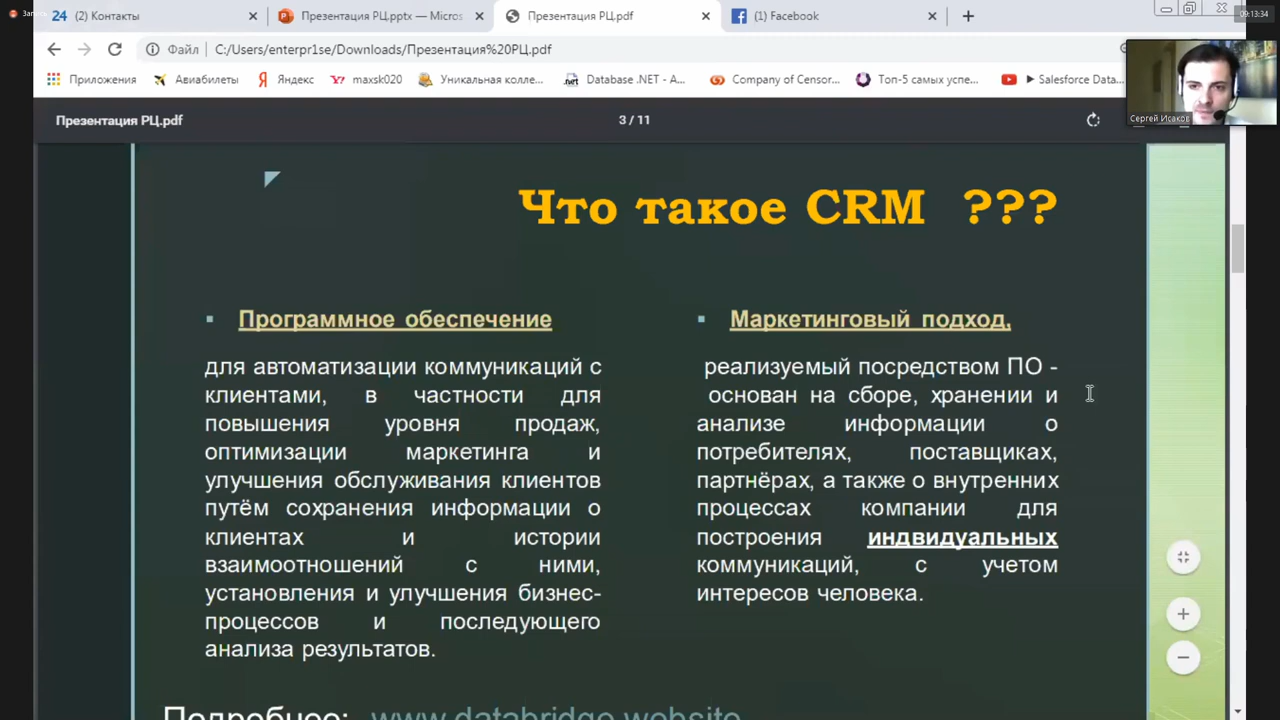 Запись
24 (2) Контакты
Презентация РЦ.pptx — Micros
Презентация РЦ.pdf
(1) Facebook
09:13:34
Файл C:/Users/enterpr1se/Downloads/Презентация%20РЦ.pdf
Приложения
Авиабилеты
Яндекс
maxsk020
Уникальная колле...
Database .NET - A...
Company of Censor...
Топ-5 самых успе...
Salesforce Data...
Сергей Исаков
Презентация РЦ.pdf
3 / 11
Что такое CRM ???
Программное обеспечение
для автоматизации коммуникаций с
клиентами, в частности для
повышения уровня продаж,
оптимизации маркетинга и
улучшения обслуживания клиентов
путём сохранения информации о
клиентах и истории
взаимоотношений с ними,
установления и улучшения бизнес-
процессов и последующего
анализа результатов.
Маркетинговый подход,
реализуемый посредством ПО -
основан на сборе, хранении и
анализе информации о
потребителях, поставщиках,
партнёрах, а также о внутренних
процессах компании для
построения индвидуальных
коммуникаций, с учетом
интересов человека.
Подробнее: www.databridge.website